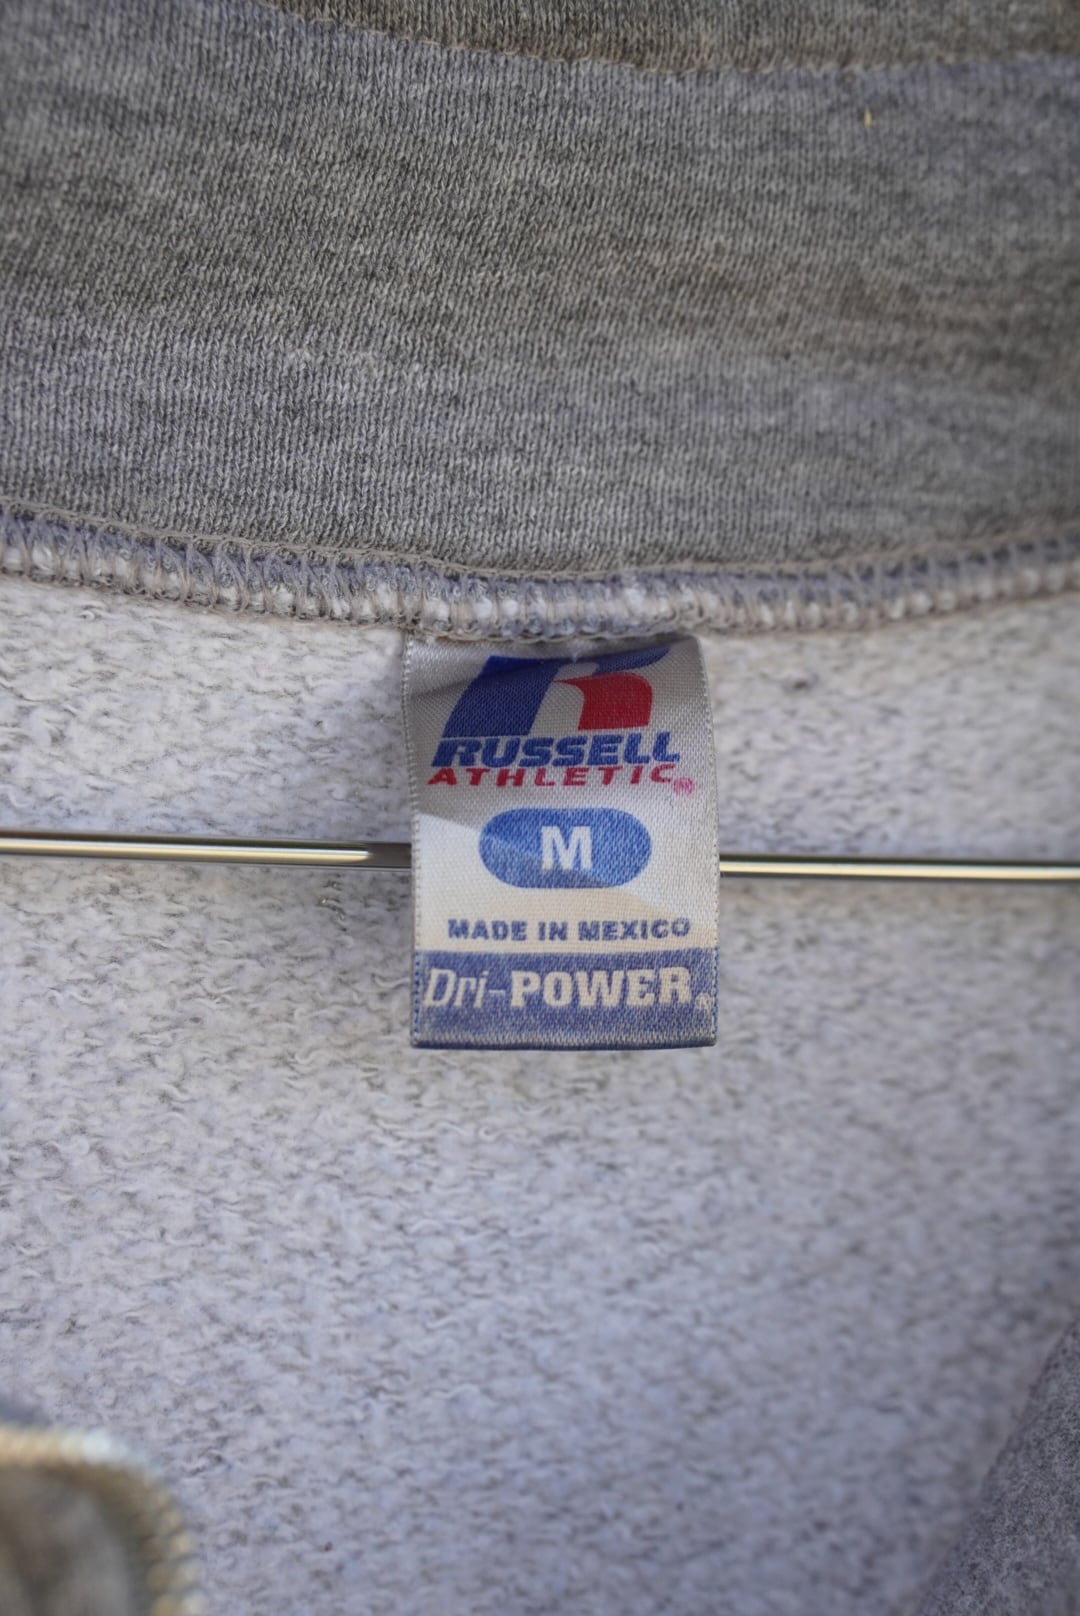 RUSSELL
ATHLETIC®
M
MADE IN MEXICO
Dri-POWER®